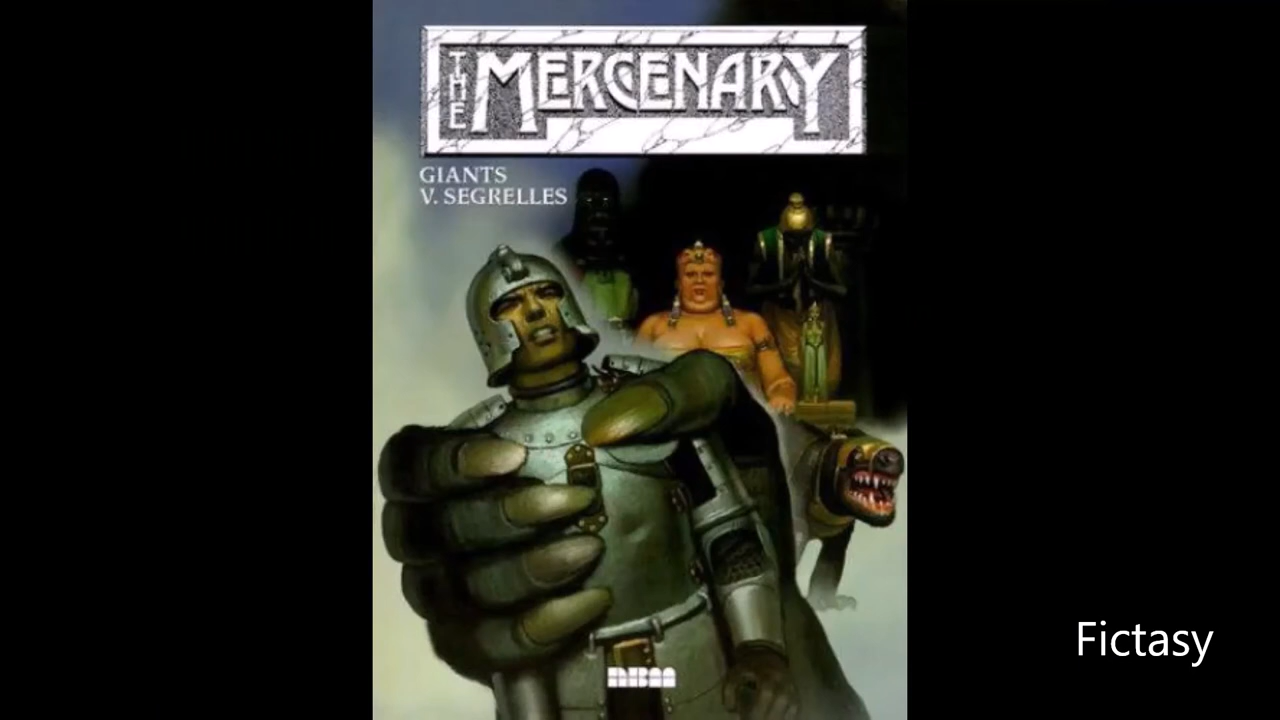 THE MERCENARY
GIANTS
V. SEGRELLES
nbm
Fictasy